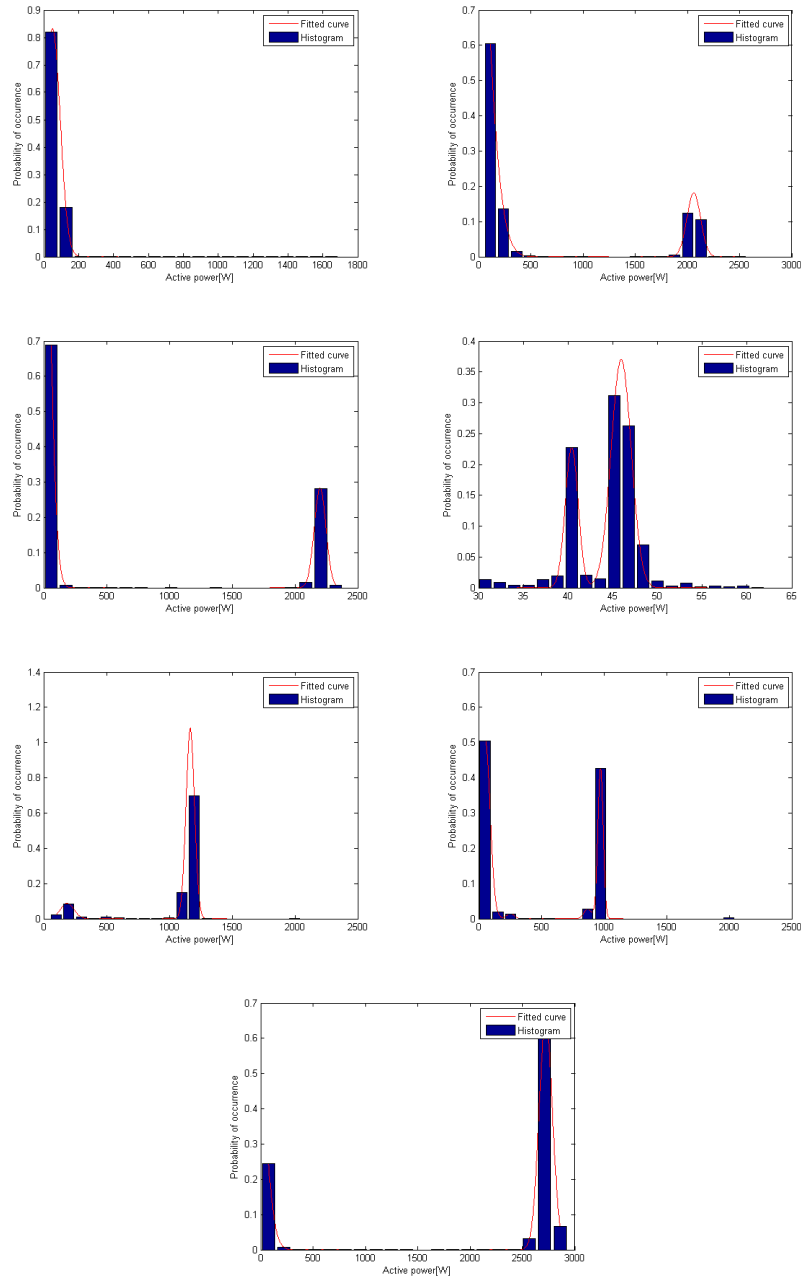 0.9
0.8
0.7
0.6
0.5
0.4
0.3
0.2
0.1
0
Probability of occurrence
Fitted curve
Histogram
0 200 400 600 800 1000 1200 1400 1600 1800
Active power[W]
0.7
0.6
0.5
0.4
0.3
0.2
0.1
0
Probability of occurrence
Fitted curve
Histogram
0 500 1000 1500 2000 2500 3000
Active power[W]
0.7
0.6
0.5
0.4
0.3
0.2
0.1
0
Probability of occurrence
Fitted curve
Histogram
0 500 1000 1500 2000 2500
Active power[W]
0.4
0.35
0.3
0.25
0.2
0.15
0.1
0.05
0
Probability of occurrence
Fitted curve
Histogram
30 35 40 45 50 55 60 65
Active power[W]
1.4
1.2
1
0.8
0.6
0.4
0.2
0
Probability of occurrence
Fitted curve
Histogram
0 500 1000 1500 2000 2500
Active power[W]
0.7
0.6
0.5
0.4
0.3
0.2
0.1
0
Probability of occurrence
Fitted curve
Histogram
0 500 1000 1500 2000 2500
Active power[W]
0.7
0.6
0.5
0.4
0.3
0.2
0.1
0
Probability of occurrence
Fitted curve
Histogram
0 500 1000 1500 2000 2500 3000
Active power[W]